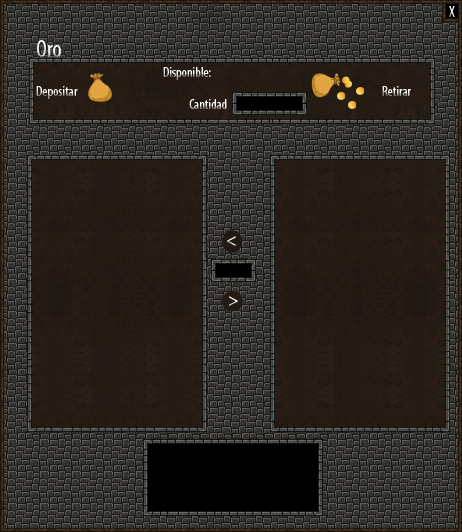 X
Oro
Disponible:
Depositar
Retirar
Cantidad
<
>